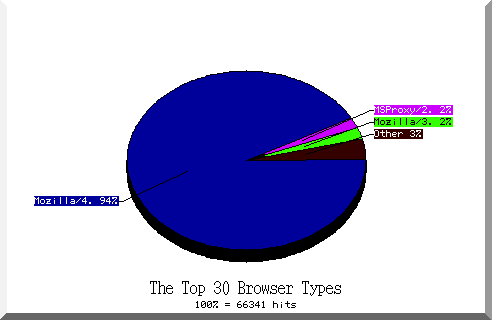 MSProxy/2. 2%
Mozilla/3. 2%
Other 3%
Mozilla/4. 94%
The Top 30 Browser Types
100% = 66341 hits